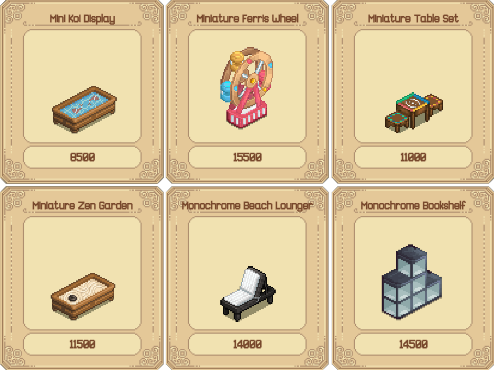 Mini Koi Display
8500
Miniature Ferris Wheel
15500
Miniature Table Set
11000
Miniature Zen Garden
11500
Monochrome Beach Lounger
14000
Monochrome Bookshelf
14500